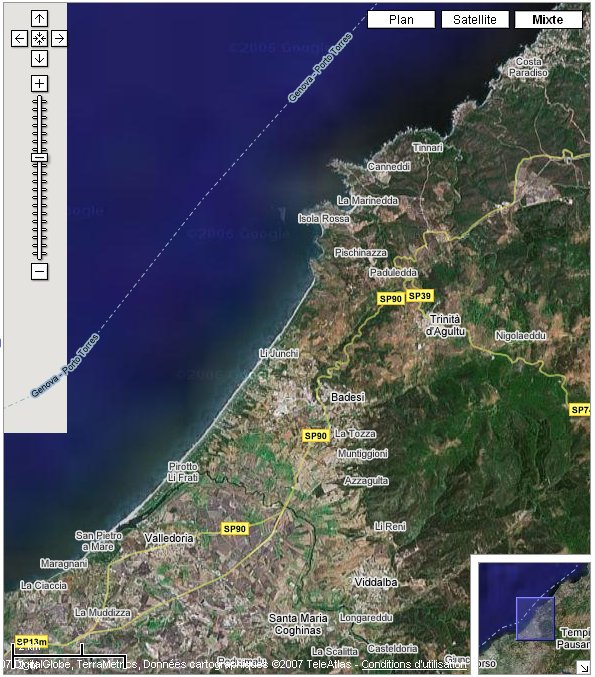 Plan
Satellite
Mixte
©2006 Google
Genova - Porto Torres
Costa
Paradiso
Tinnari
Canneddi
La Marinedda
Isola Rossa
©2006 Google
Pischinazza
Paduledda
SP90
SP39
Trinità
d'Agultu
Nigolaeddu
Genova - Porto Torres
Li Junchi
©2006 Google
Badesi
SP74
SP90
La Tozza
Muntiggioni
Pirotto
Li Frati
Azzagulta
SP90
Li Reni
San Pietro
a Mare
Valledoria
Maragnani
La Ciaccia
Viddalba
La Muddizza
Santa Maria
Coghinas
Longareddu
Tempi
Pausan
SP13m
La Scalitta
Casteldoria
DigitalGlobe, TerraMetrics, Données cartographiques ©2007 TeleAtlas - Conditions d'utilisation